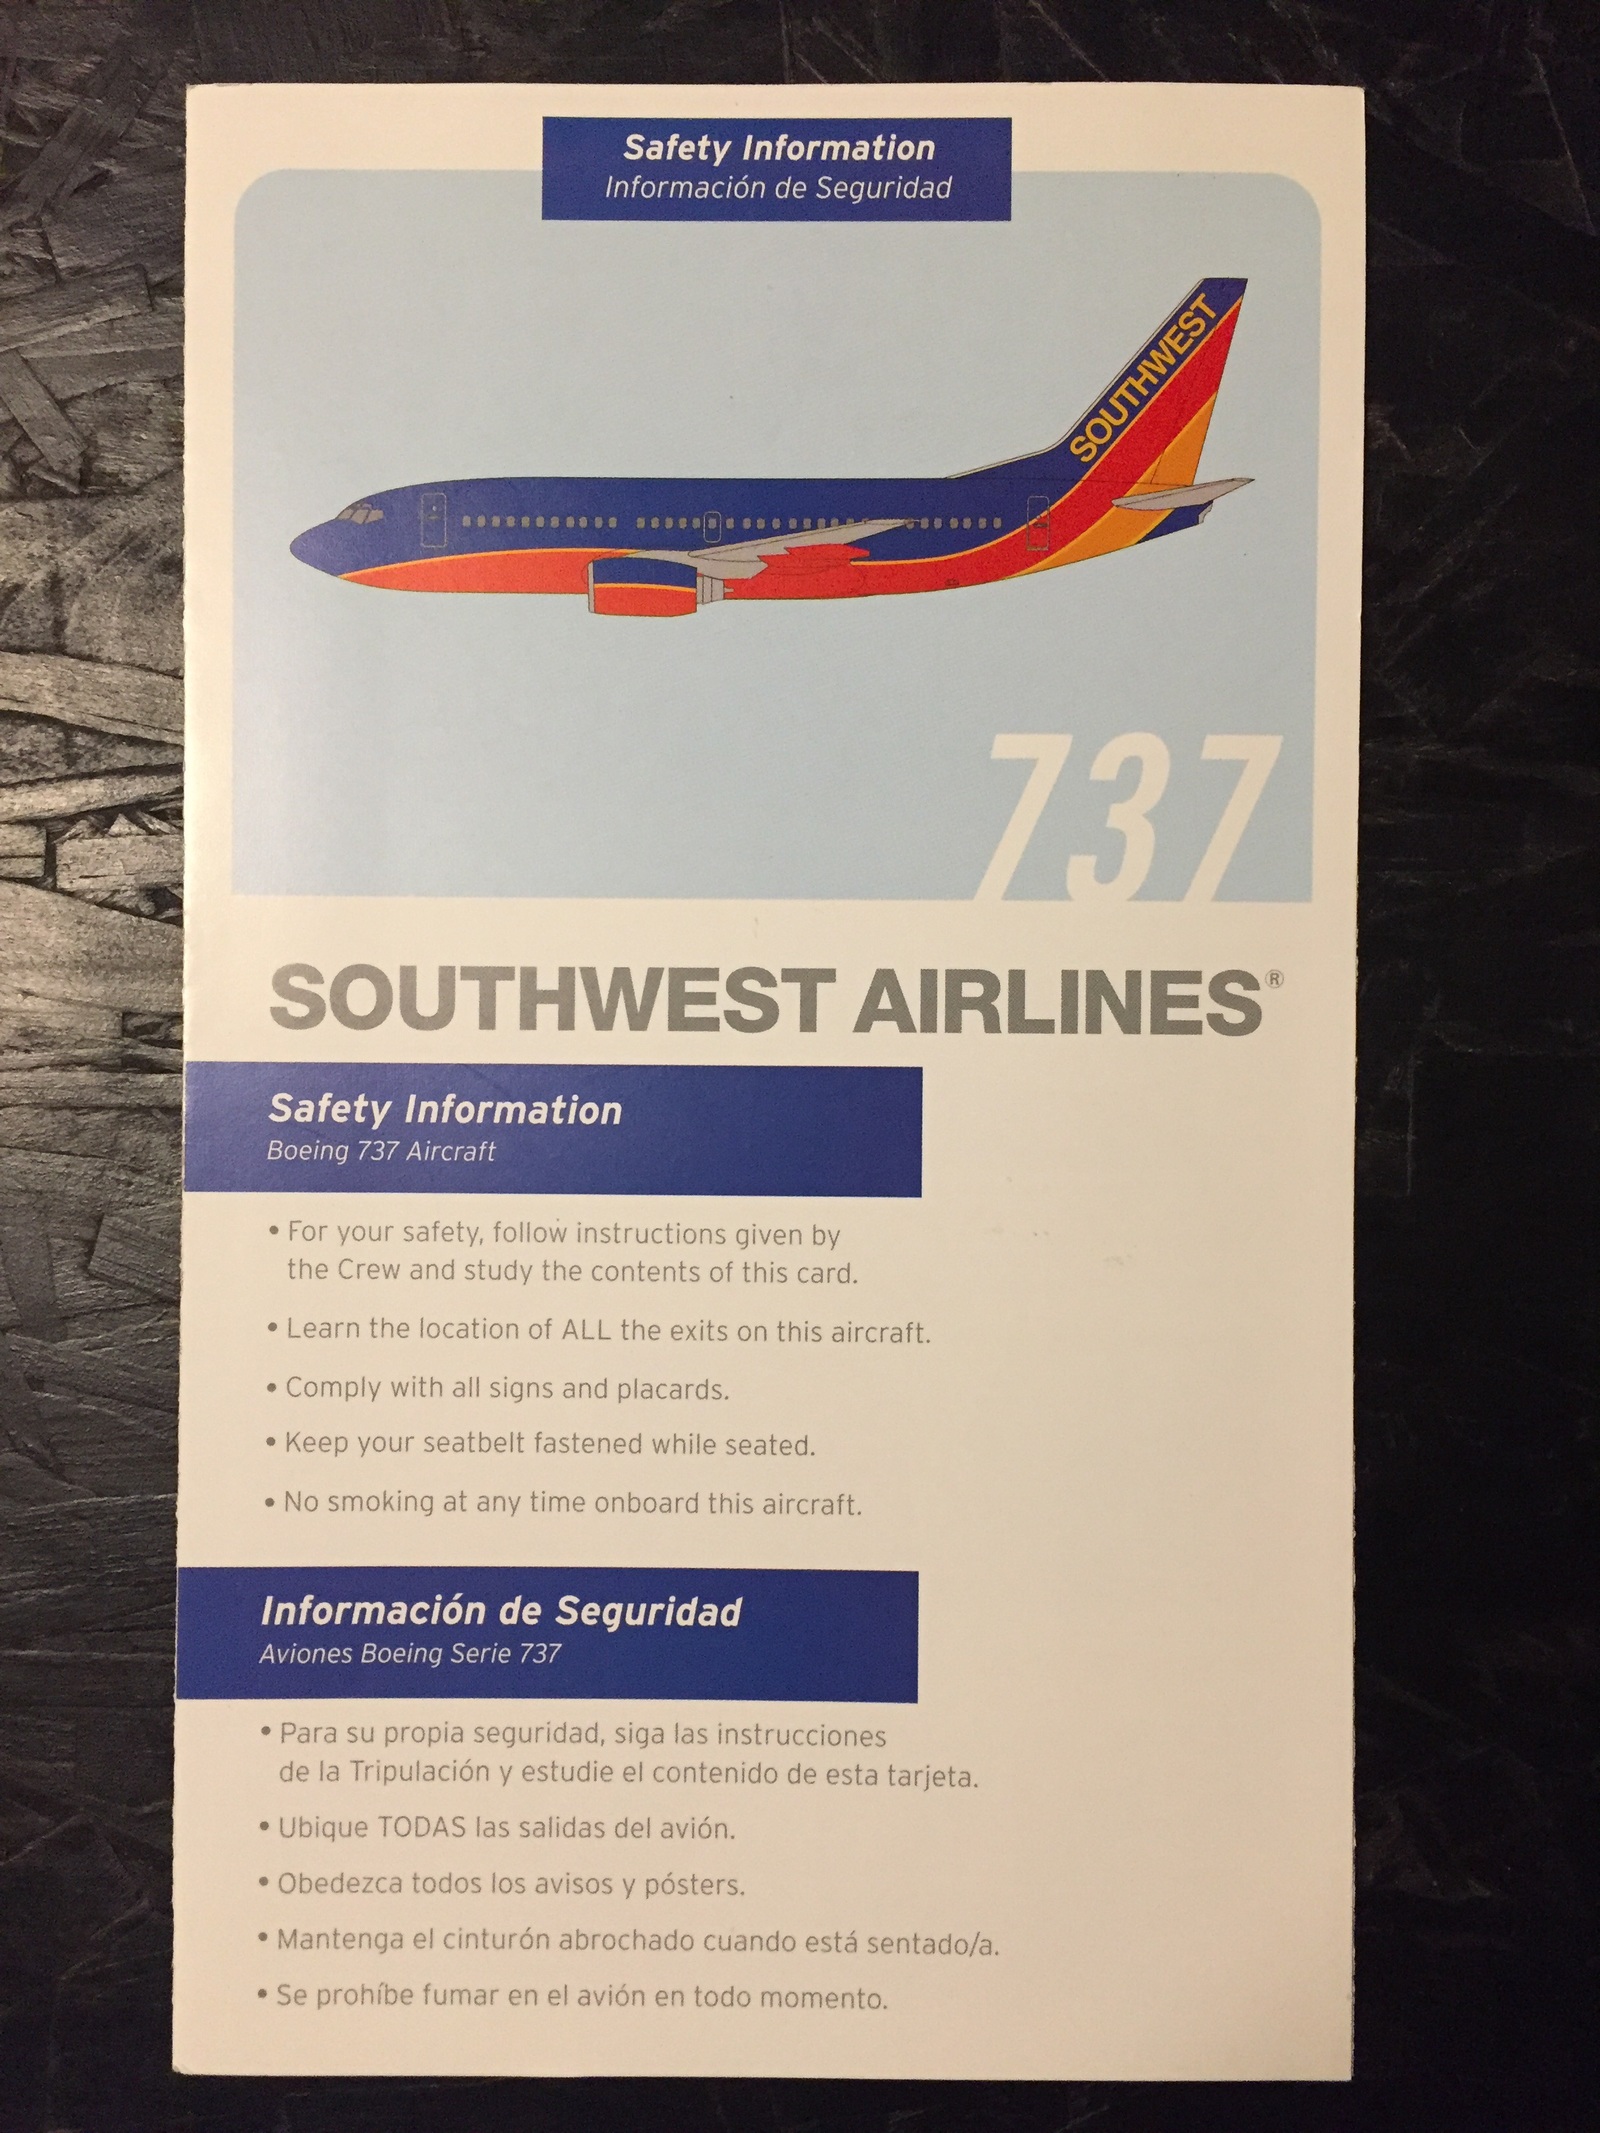 Safety Information
Información de Seguridad
SOUTHWEST
737
SOUTHWEST AIRLINES®
Safety Information
Boeing 737 Aircraft
• For your safety, follow instructions given by
the Crew and study the contents of this card.
• Learn the location of ALL the exits on this aircraft.
• Comply with all signs and placards.
• Keep your seatbelt fastened while seated.
• No smoking at any time onboard this aircraft.
Información de Seguridad
Aviones Boeing Serie 737
• Para su propia seguridad, siga las instrucciones
de la Tripulación y estudie el contenido de esta tarjeta.
• Ubique TODAS las salidas del avión.
• Obedezca todos los avisos y pósters.
• Mantenga el cinturón abrochado cuando está sentado/a.
• Se prohíbe fumar en el avión en todo momento.